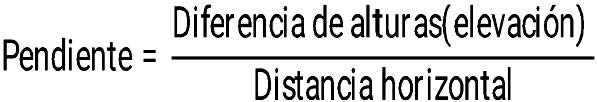 Diferencia de alturas(elevación)
Pendiente =
Distancia horizontal